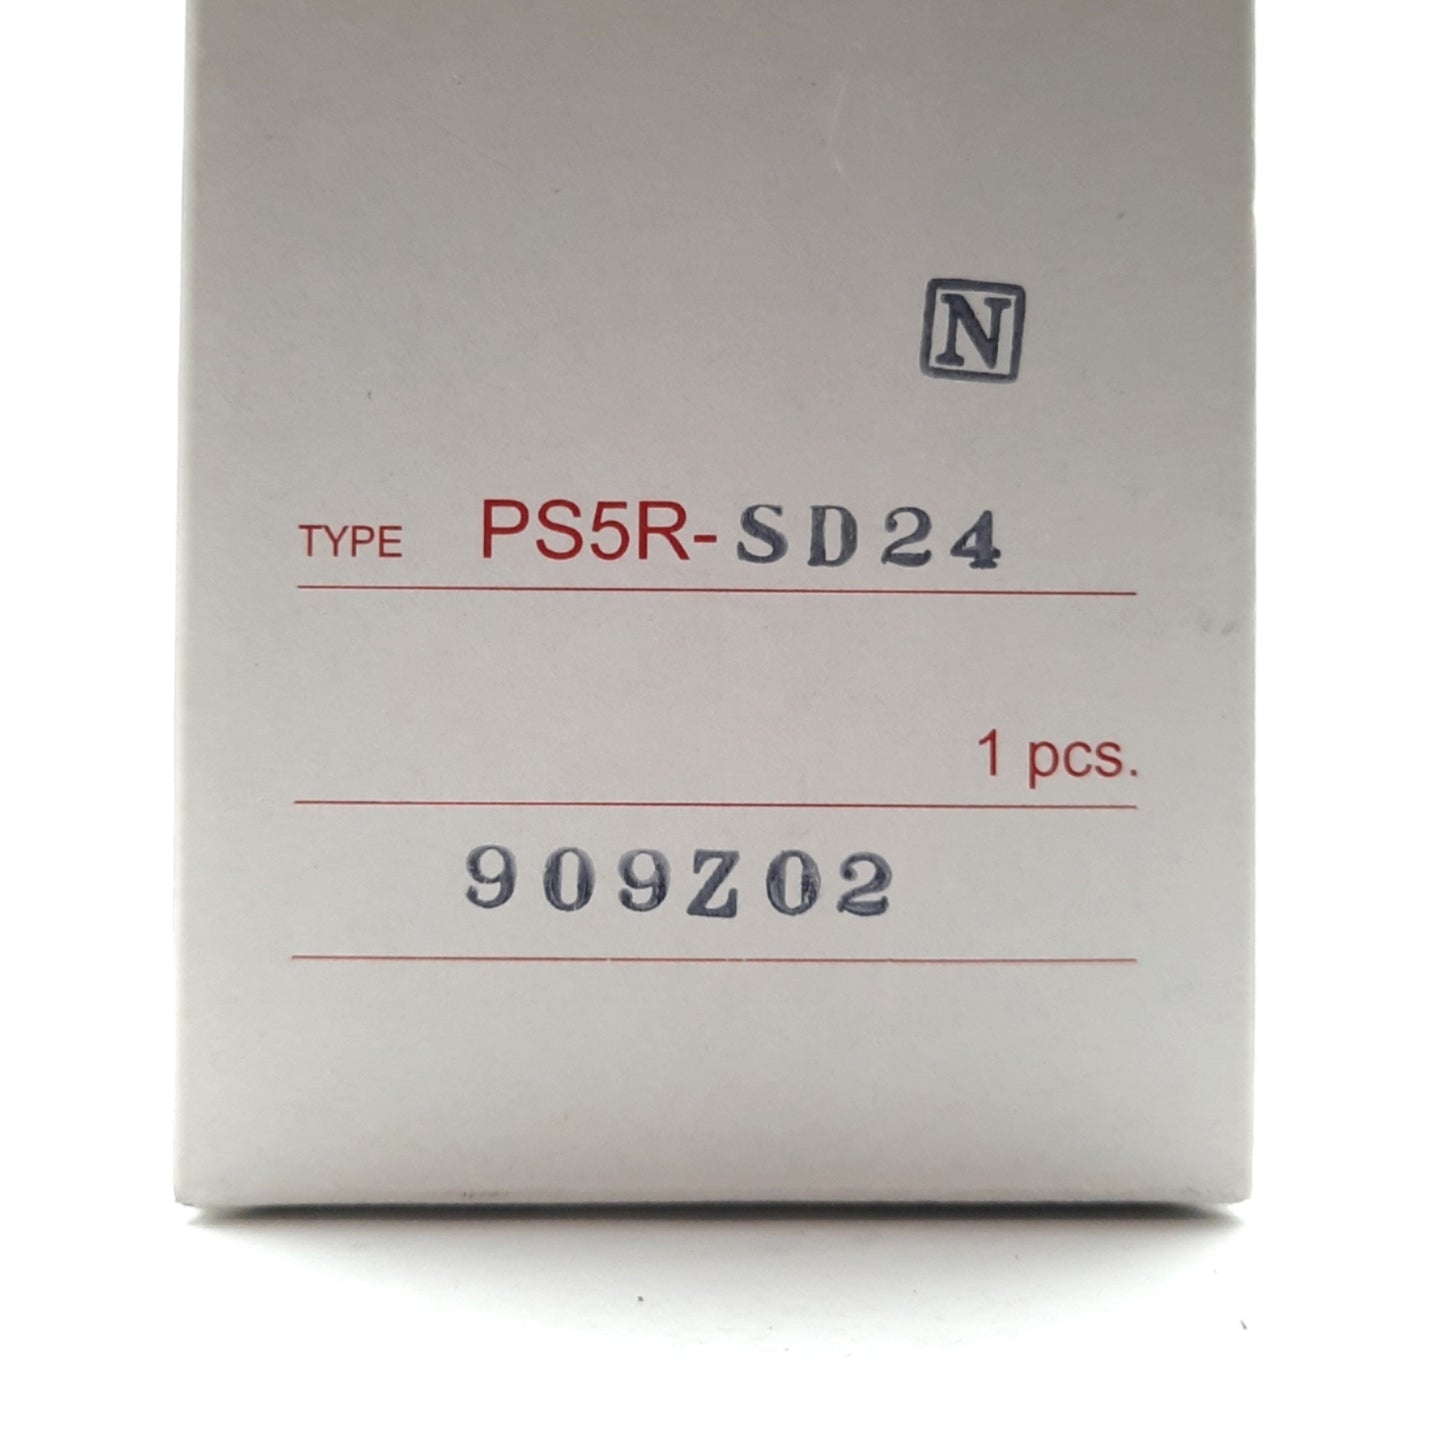 N
TYPE PS5R-SD24
1 pcs.
909Z02